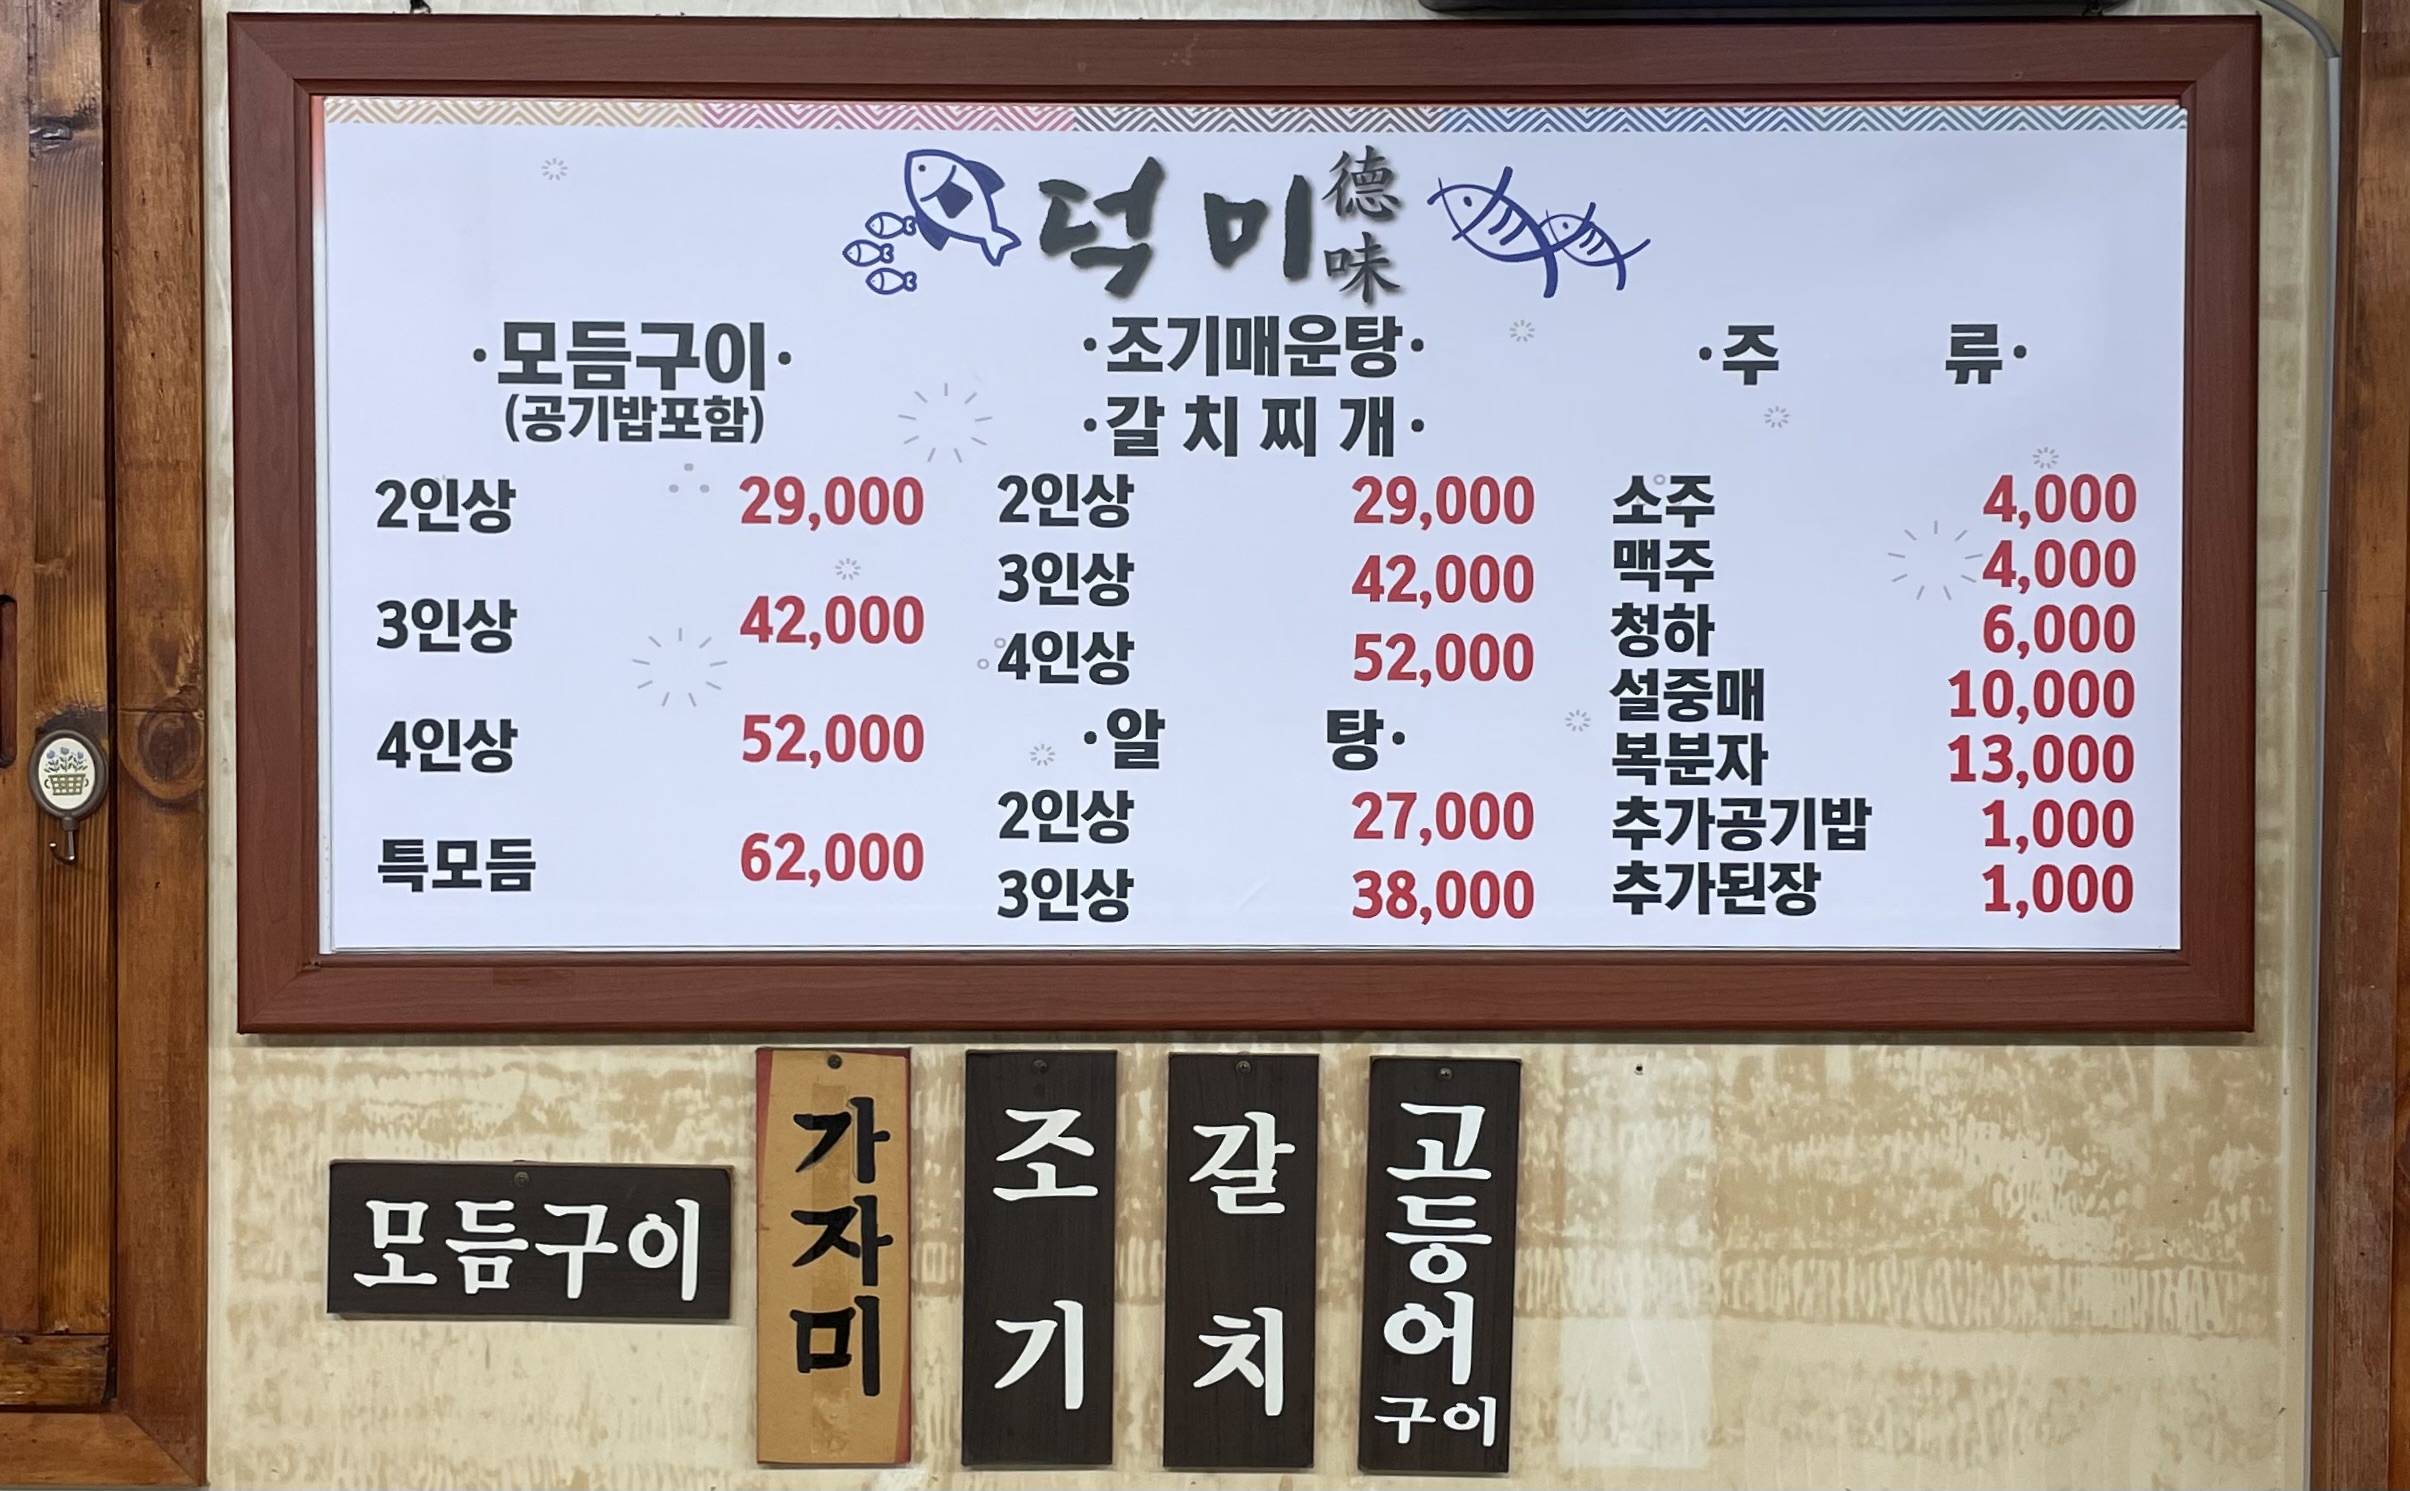 덕미 德味
·모듬구이·
(공기밥포함)
2인상 29,000
3인상 42,000
4인상 52,000
특모듬 62,000
·조기매운탕·
·갈치찌개·
2인상 29,000
3인상 42,000
4인상 52,000
·알 탕·
2인상 27,000
3인상 38,000
·주 류·
소주 4,000
맥주 4,000
청하 6,000
설중매 10,000
복분자 13,000
추가공기밥 1,000
추가된장 1,000
모듬구이
가자미
조기
갈치
고등어
구이